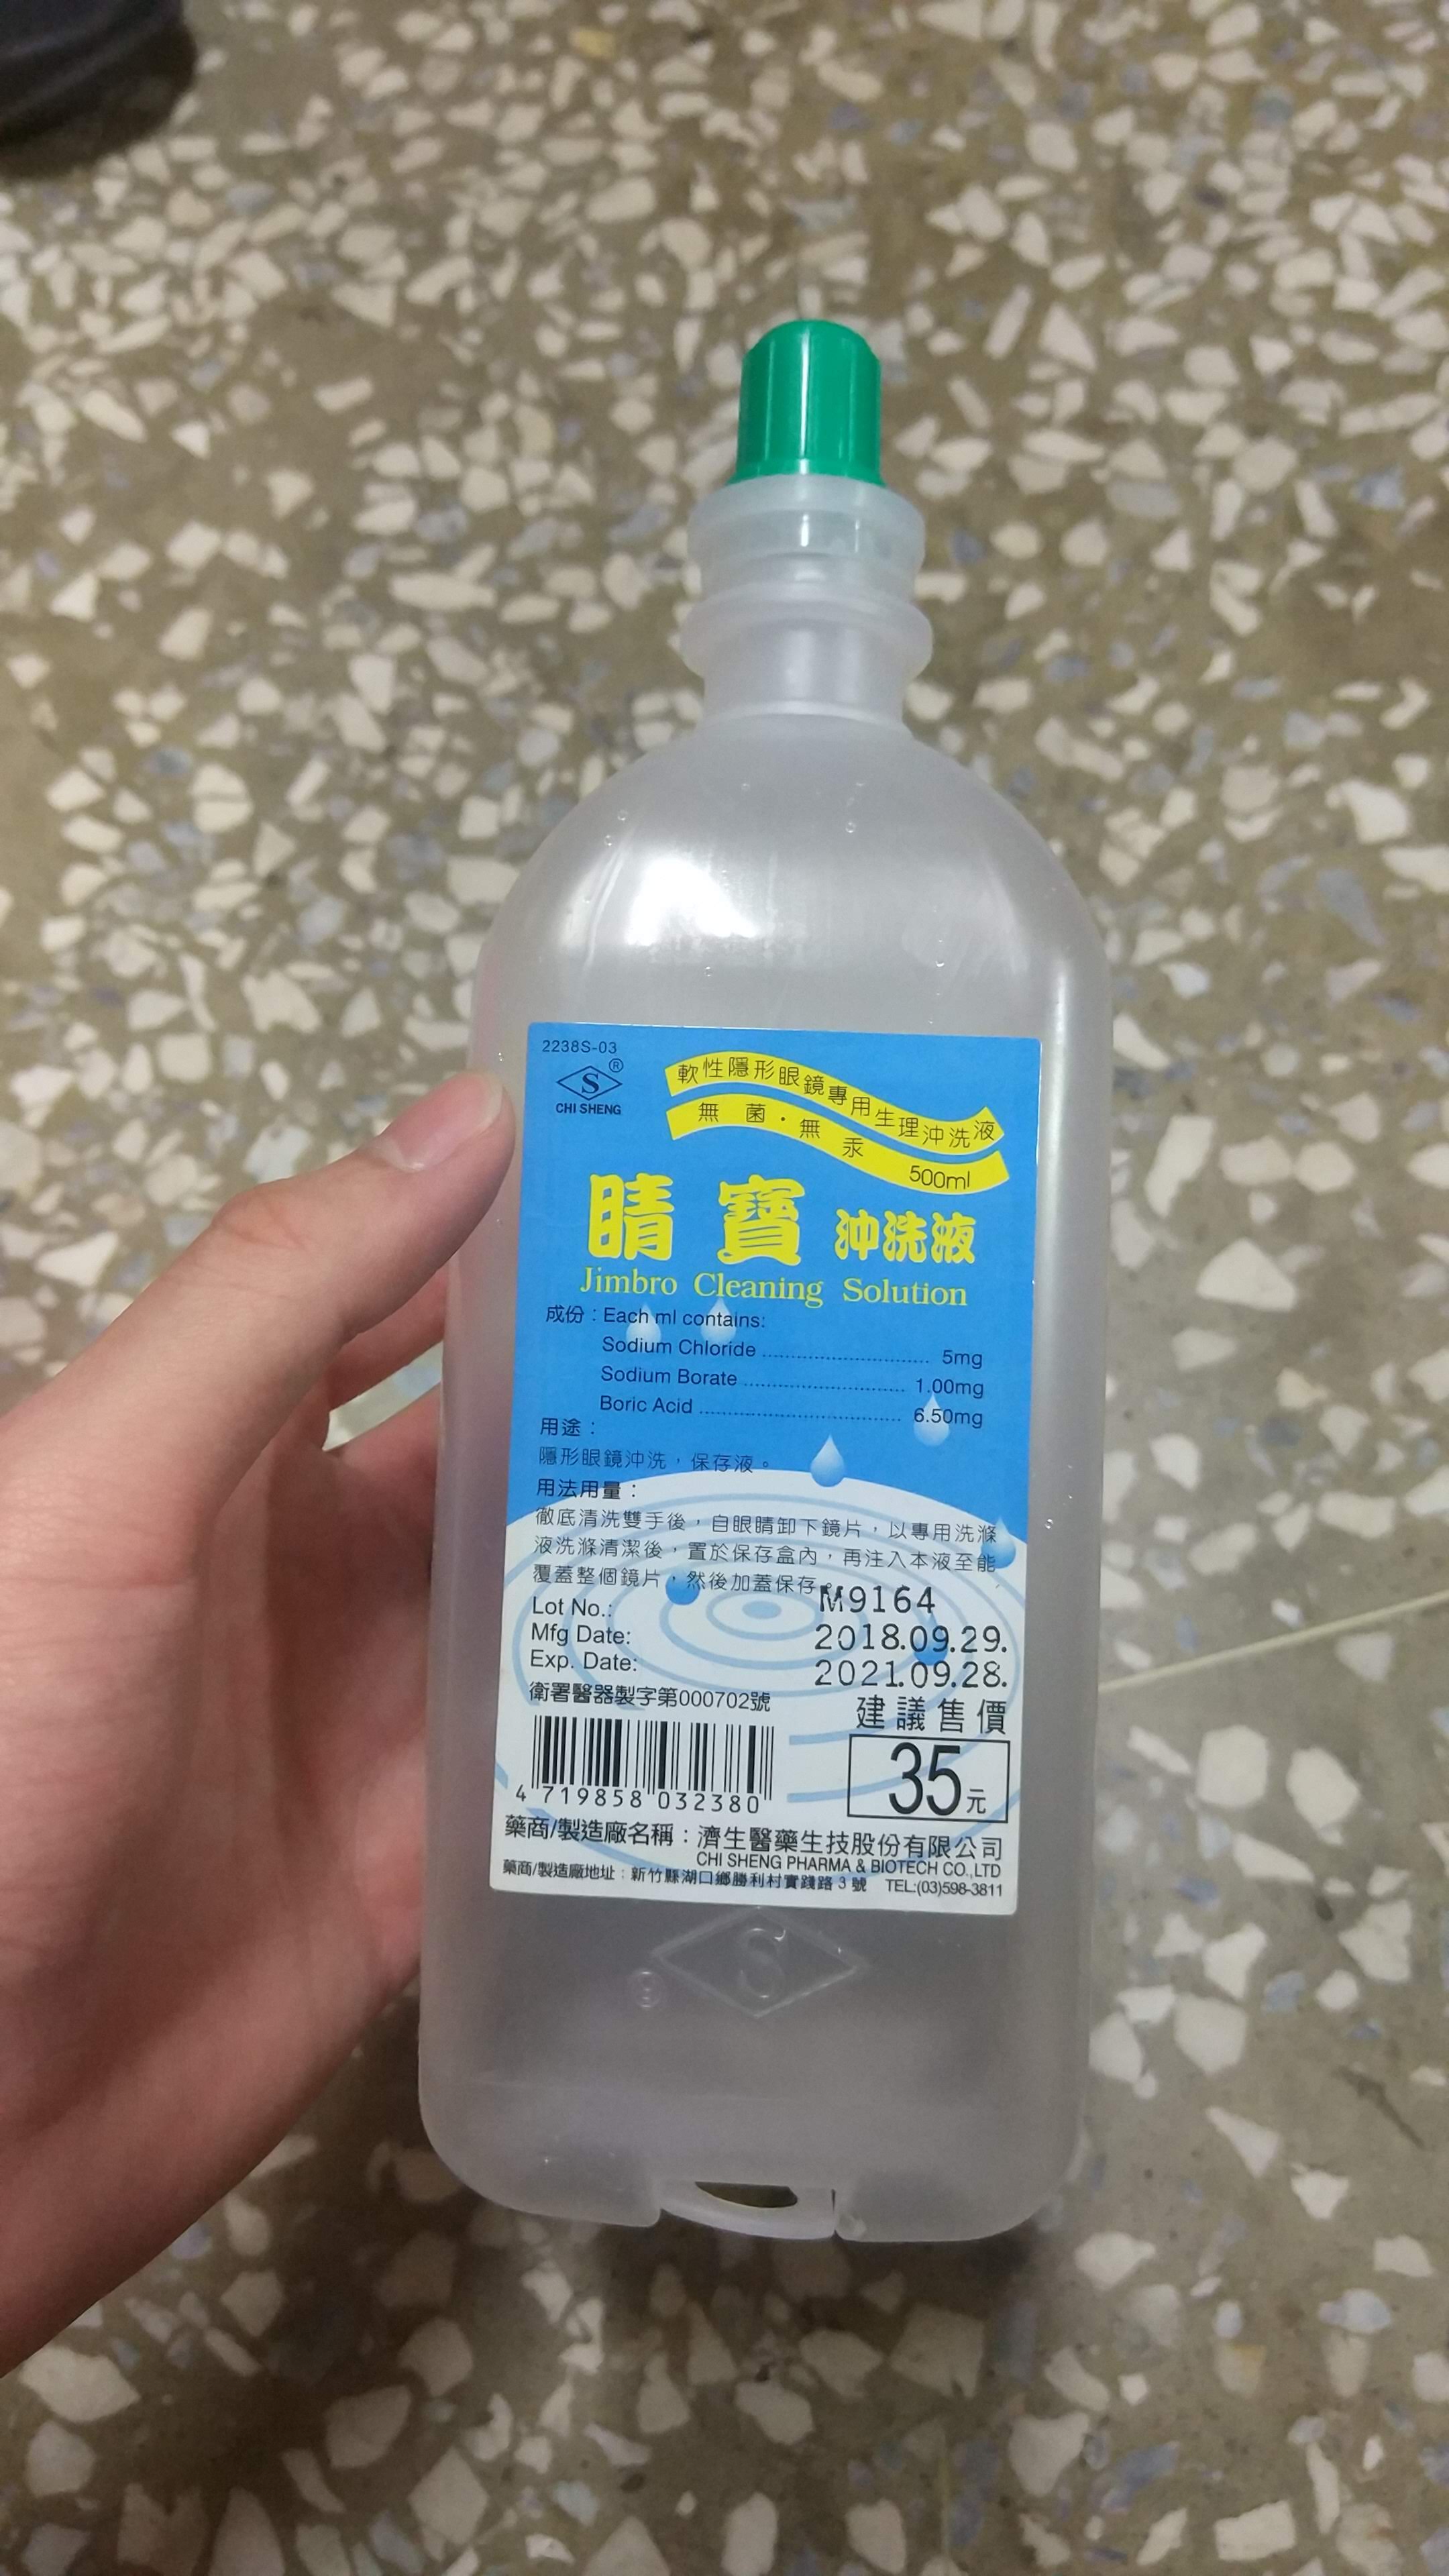 2238S-03
S®
CHI SHENG
軟性隱形眼鏡專用生理沖洗液
無菌・無汞
500ml
睛寶沖洗液
Jimbro Cleaning Solution
成份：Each ml contains:
Sodium Chloride .............................. 5mg
Sodium Borate ............................. 1.00mg
Boric Acid .................................... 6.50mg
用途：
隱形眼鏡沖洗，保存液。
用法用量：
徹底清洗雙手後，自眼睛卸下鏡片，以專用洗滌
液洗滌清潔後，置於保存盒內，再注入本液至能
覆蓋整個鏡片，然後加蓋保存。
Lot No.: M9164
Mfg Date: 2018.09.29.
Exp. Date: 2021.09.28.
衛署醫器製字第000702號
建議售價
35元
4 719858 032380
藥商/製造廠名稱：濟生醫藥生技股份有限公司
CHI SHENG PHARMA & BIOTECH CO.,LTD
藥商/製造廠地址：新竹縣湖口鄉勝利村實踐路 3 號 TEL:(03)598-3811
S
®